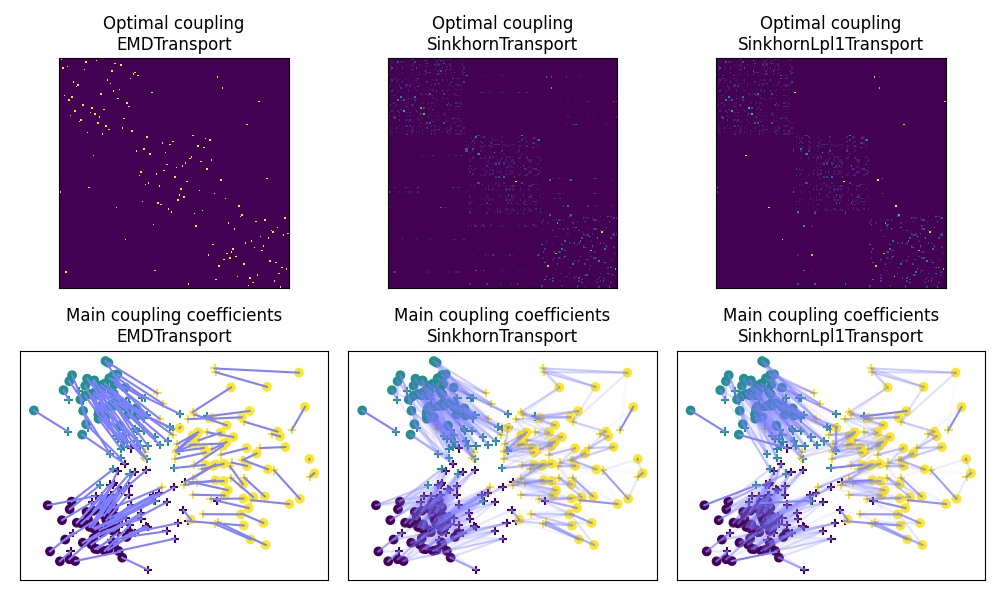 Optimal coupling
EMDTransport
Optimal coupling
SinkhornTransport
Optimal coupling
SinkhornLpl1Transport
Main coupling coefficients
EMDTransport
Main coupling coefficients
SinkhornTransport
Main coupling coefficients
SinkhornLpl1Transport